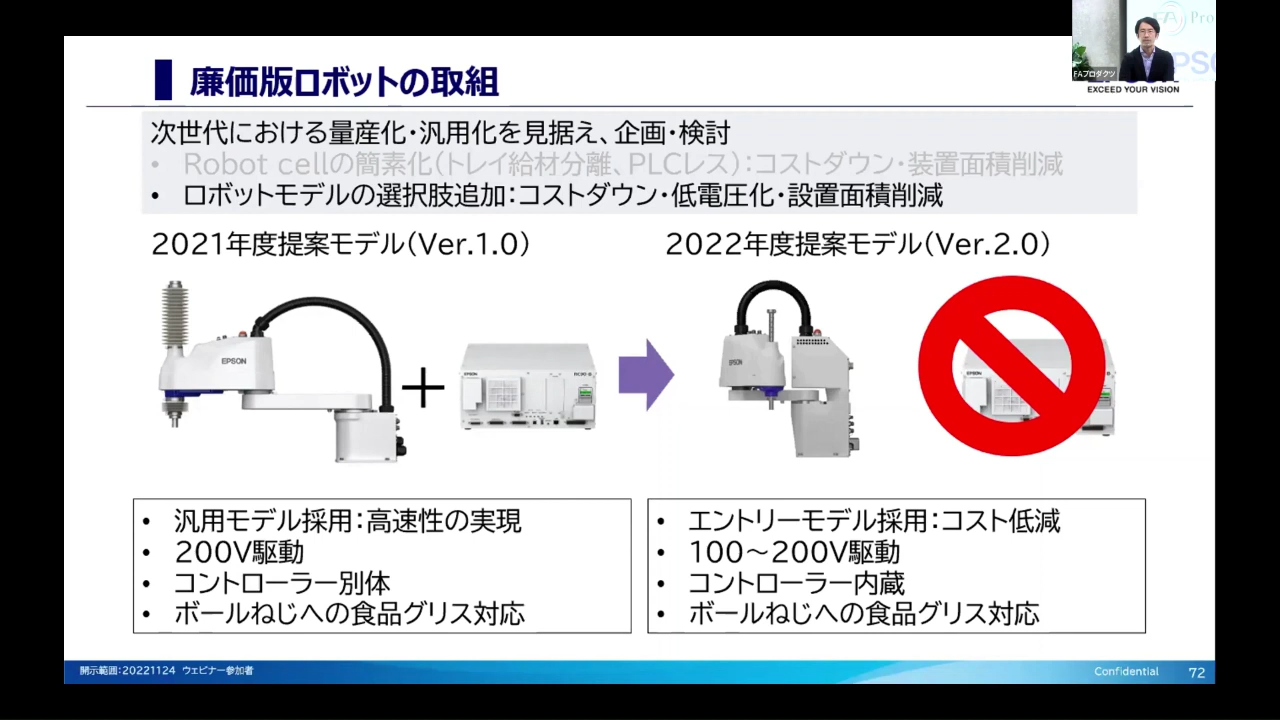 廉価版ロボットの取組
FA Pro
FAプロダクツ
EXCEED YOUR VISION
次世代における量産化・汎用化を見据え、企画・検討
• Robot cellの簡素化(トレイ給材分離、PLCレス):コストダウン・装置面積削減
• ロボットモデルの選択肢追加:コストダウン・低電圧化・設置面積削減
2021年度提案モデル(Ver.1.0)
2022年度提案モデル(Ver.2.0)
EPSON
EPSON
EPSON
EPSON
• 汎用モデル採用:高速性の実現
• 200V駆動
• コントローラー別体
• ボールねじへの食品グリス対応
• エントリーモデル採用:コスト低減
• 100～200V駆動
• コントローラー内蔵
• ボールねじへの食品グリス対応
開示範囲:20221124 ウェビナー参加者
Confidential 72